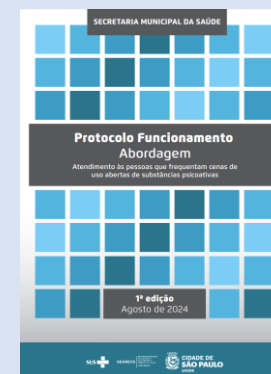 SECRETARIA MUNICIPAL DA SAÚDE
Protocolo Funcionamento
Abordagem
Atendimento às pessoas que frequentam cenas de
uso abertas de substâncias psicoativas
1ª edição
Agosto de 2024
SUS
CIDADE DE
SÃO PAULO
SAÚDE